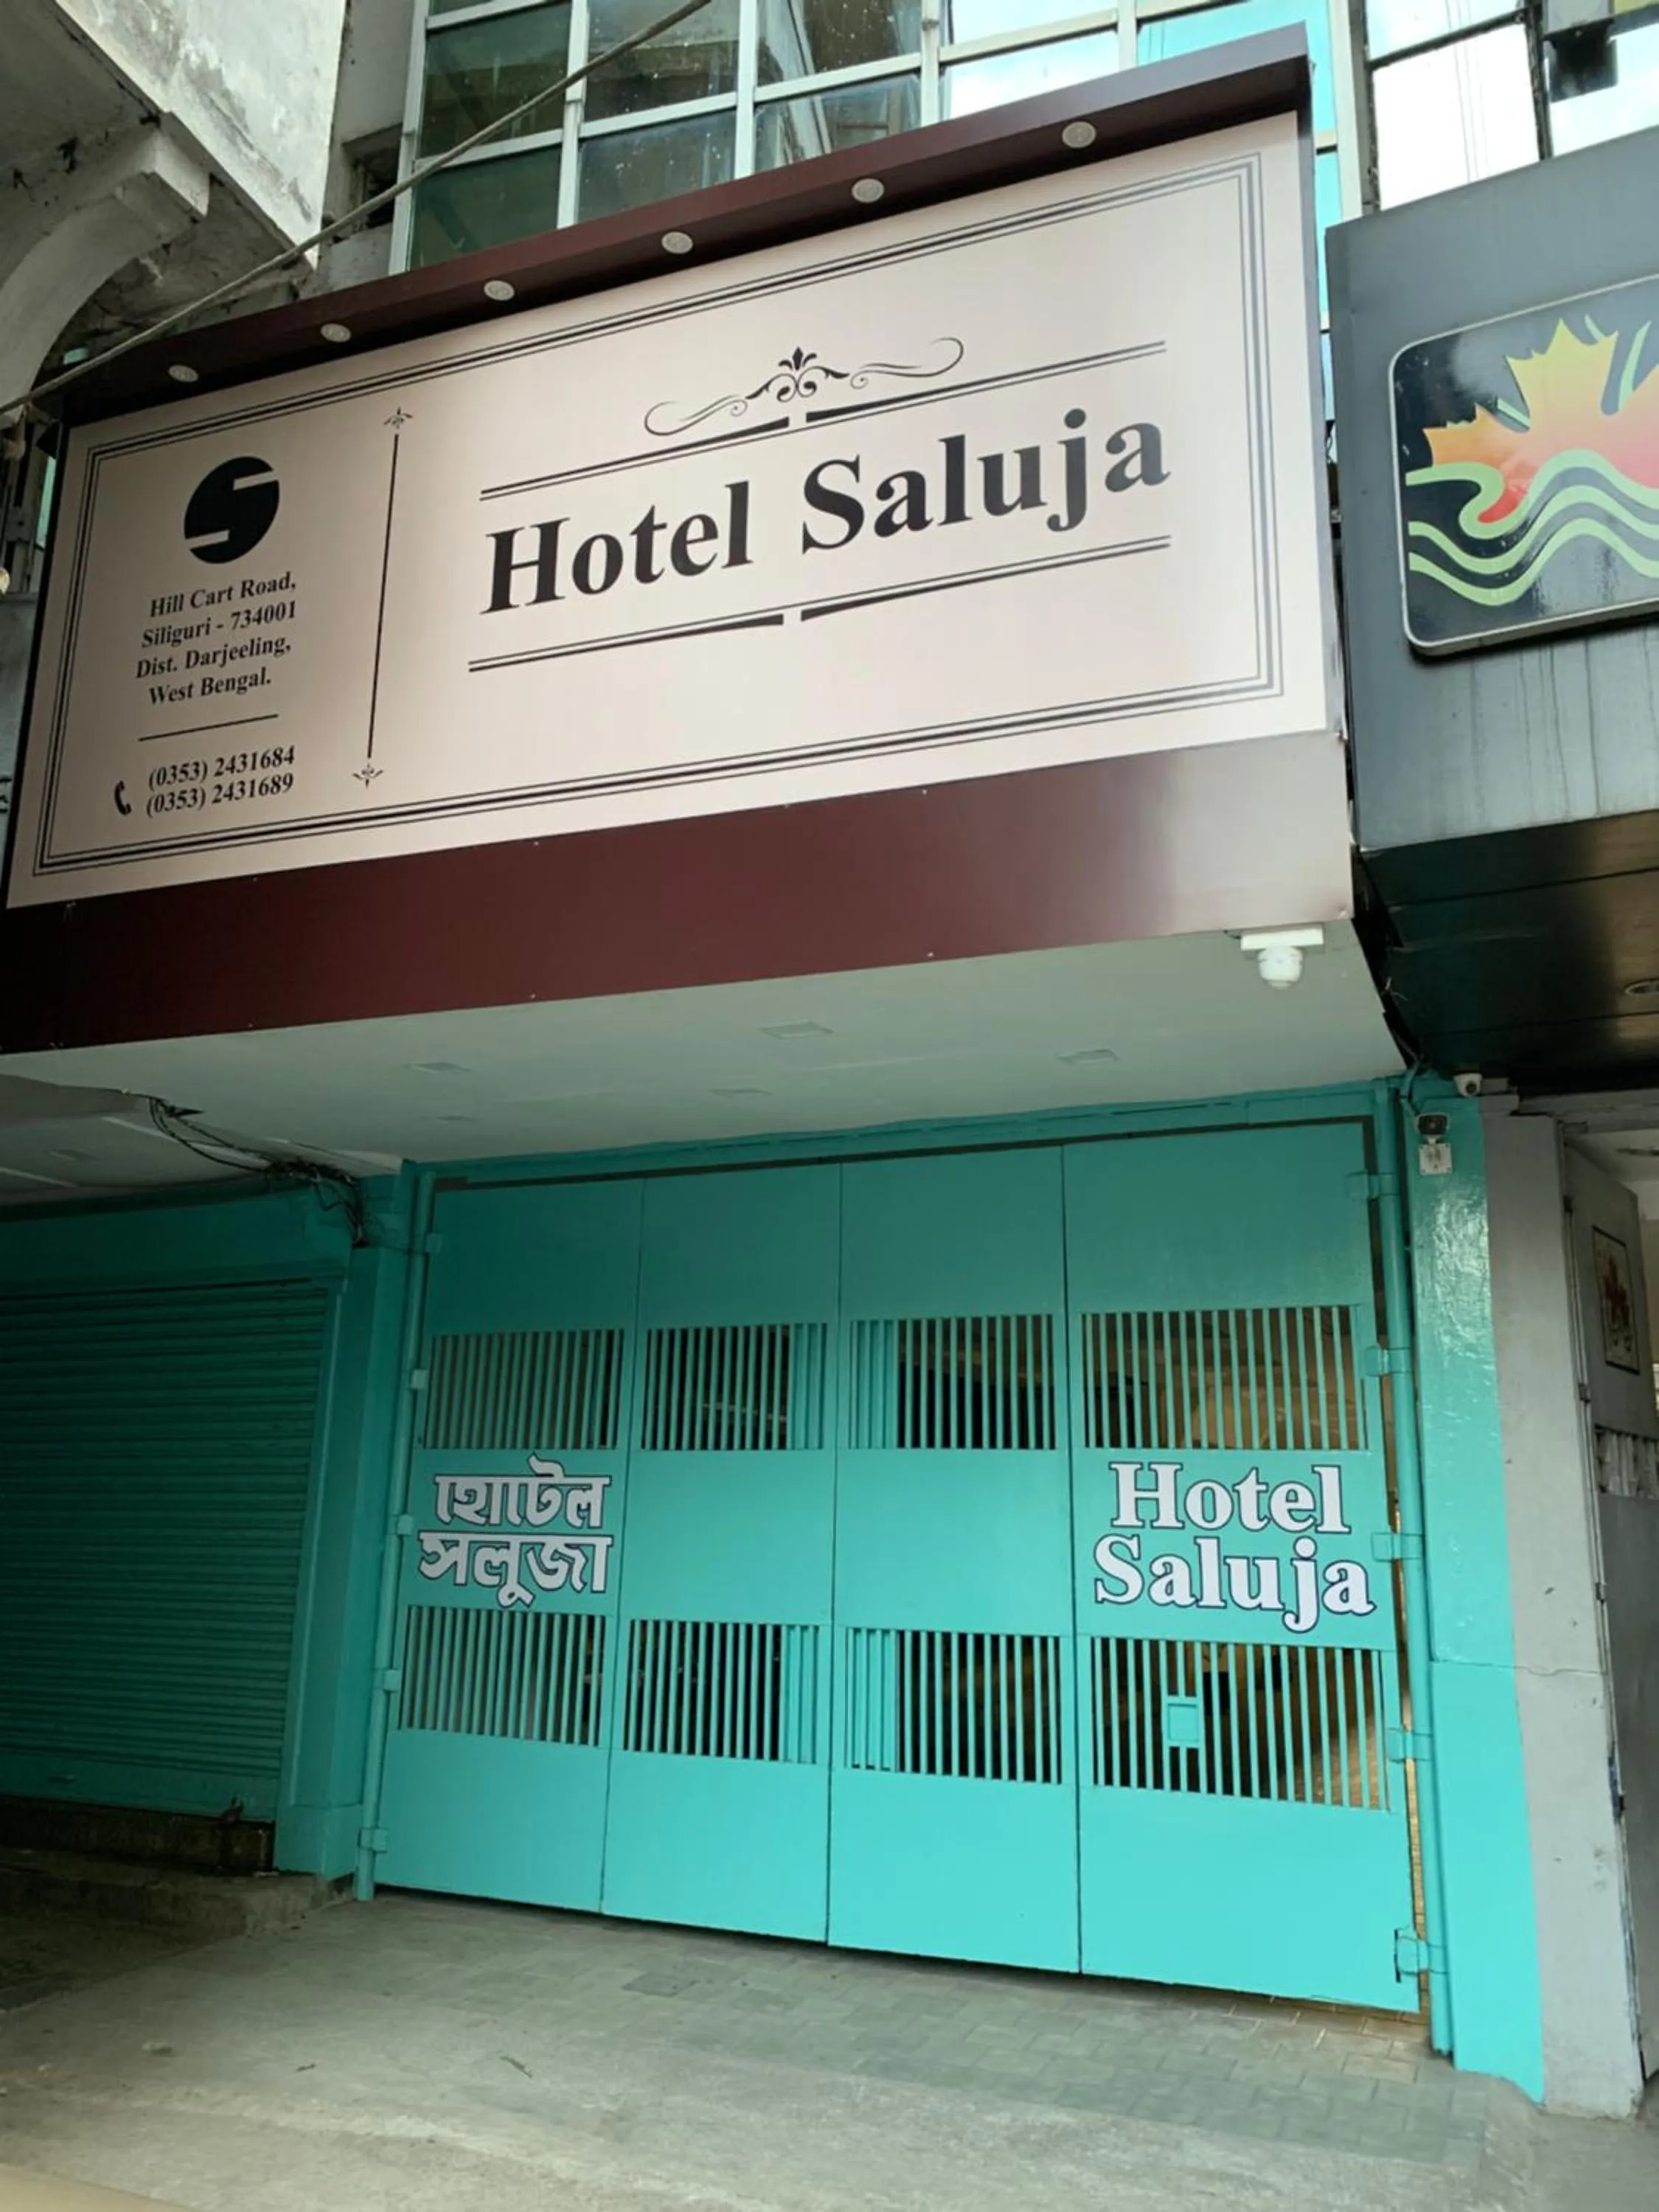 S
Hill Cart Road,
Siliguri - 734001
Dist. Darjeeling,
West Bengal.
(0353) 2431684
(0353) 2431689
Hotel Saluja
হোটেল
সলুজা
Hotel
Saluja